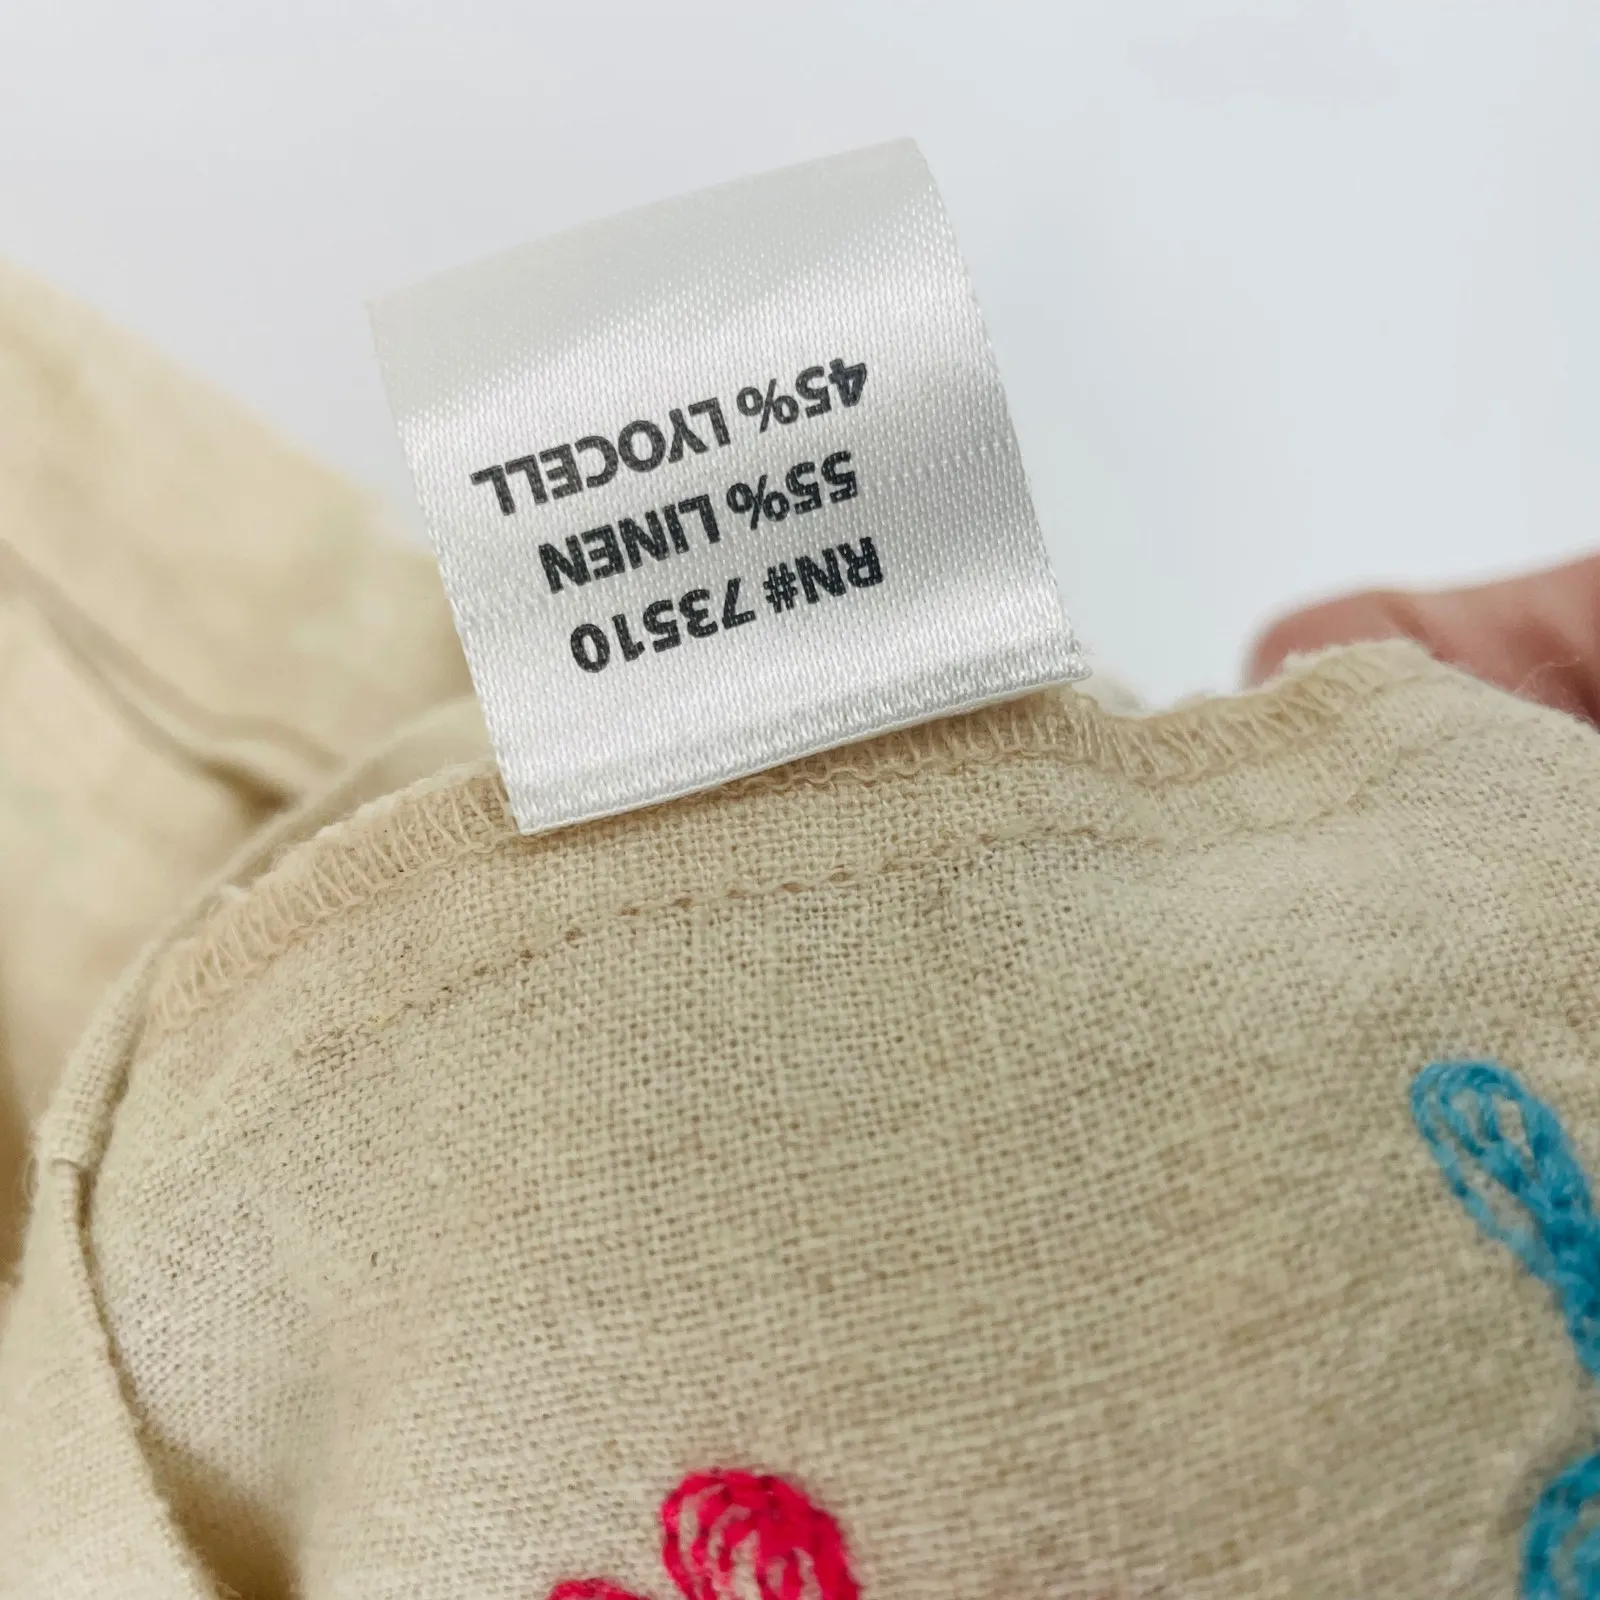 RN# 73510
55% LINEN
45% LYOCELL